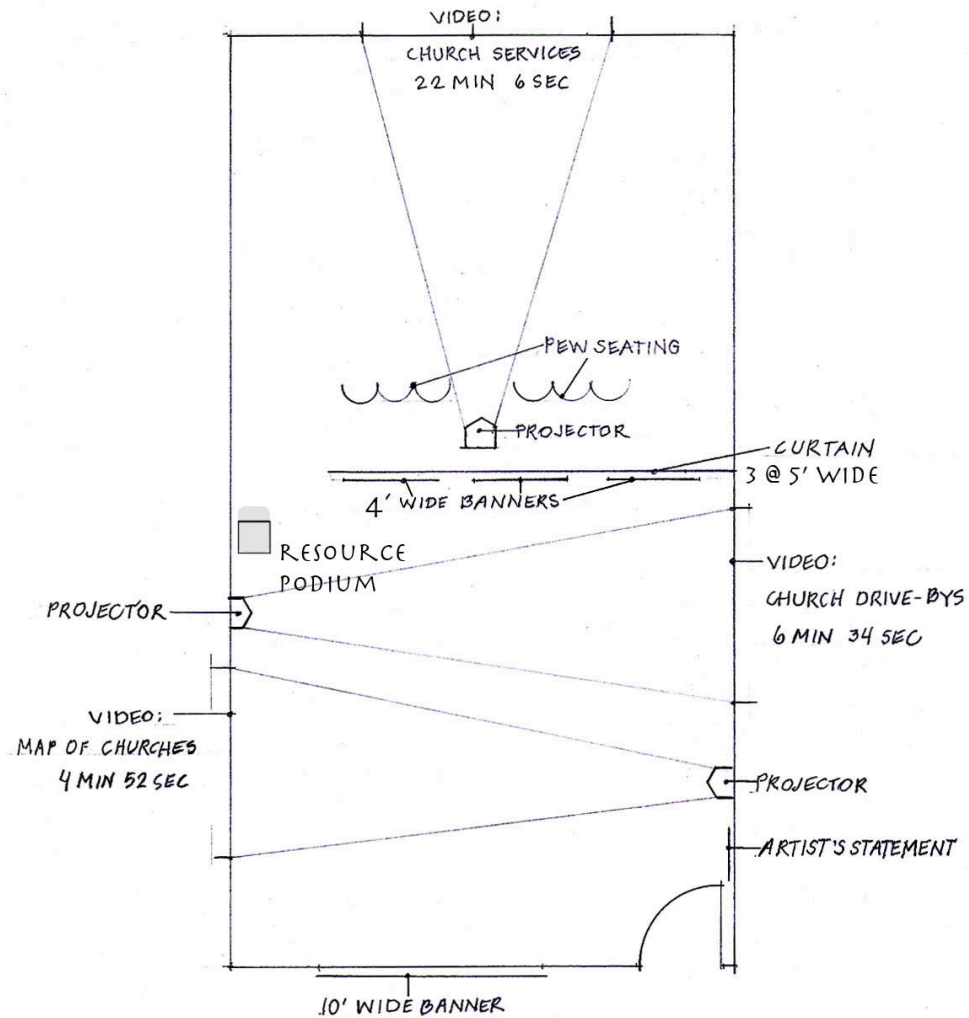 VIDEO:
CHURCH SERVICES
22 MIN 6 SEC
PEW SEATING
PROJECTOR
CURTAIN
3 @ 5' WIDE
4' WIDE BANNERS
RESOURCE
PODIUM
PROJECTOR
VIDEO:
CHURCH DRIVE-BYS
6 MIN 34 SEC
VIDEO:
MAP OF CHURCHES
4 MIN 52 SEC
PROJECTOR
ARTIST'S STATEMENT
10' WIDE BANNER